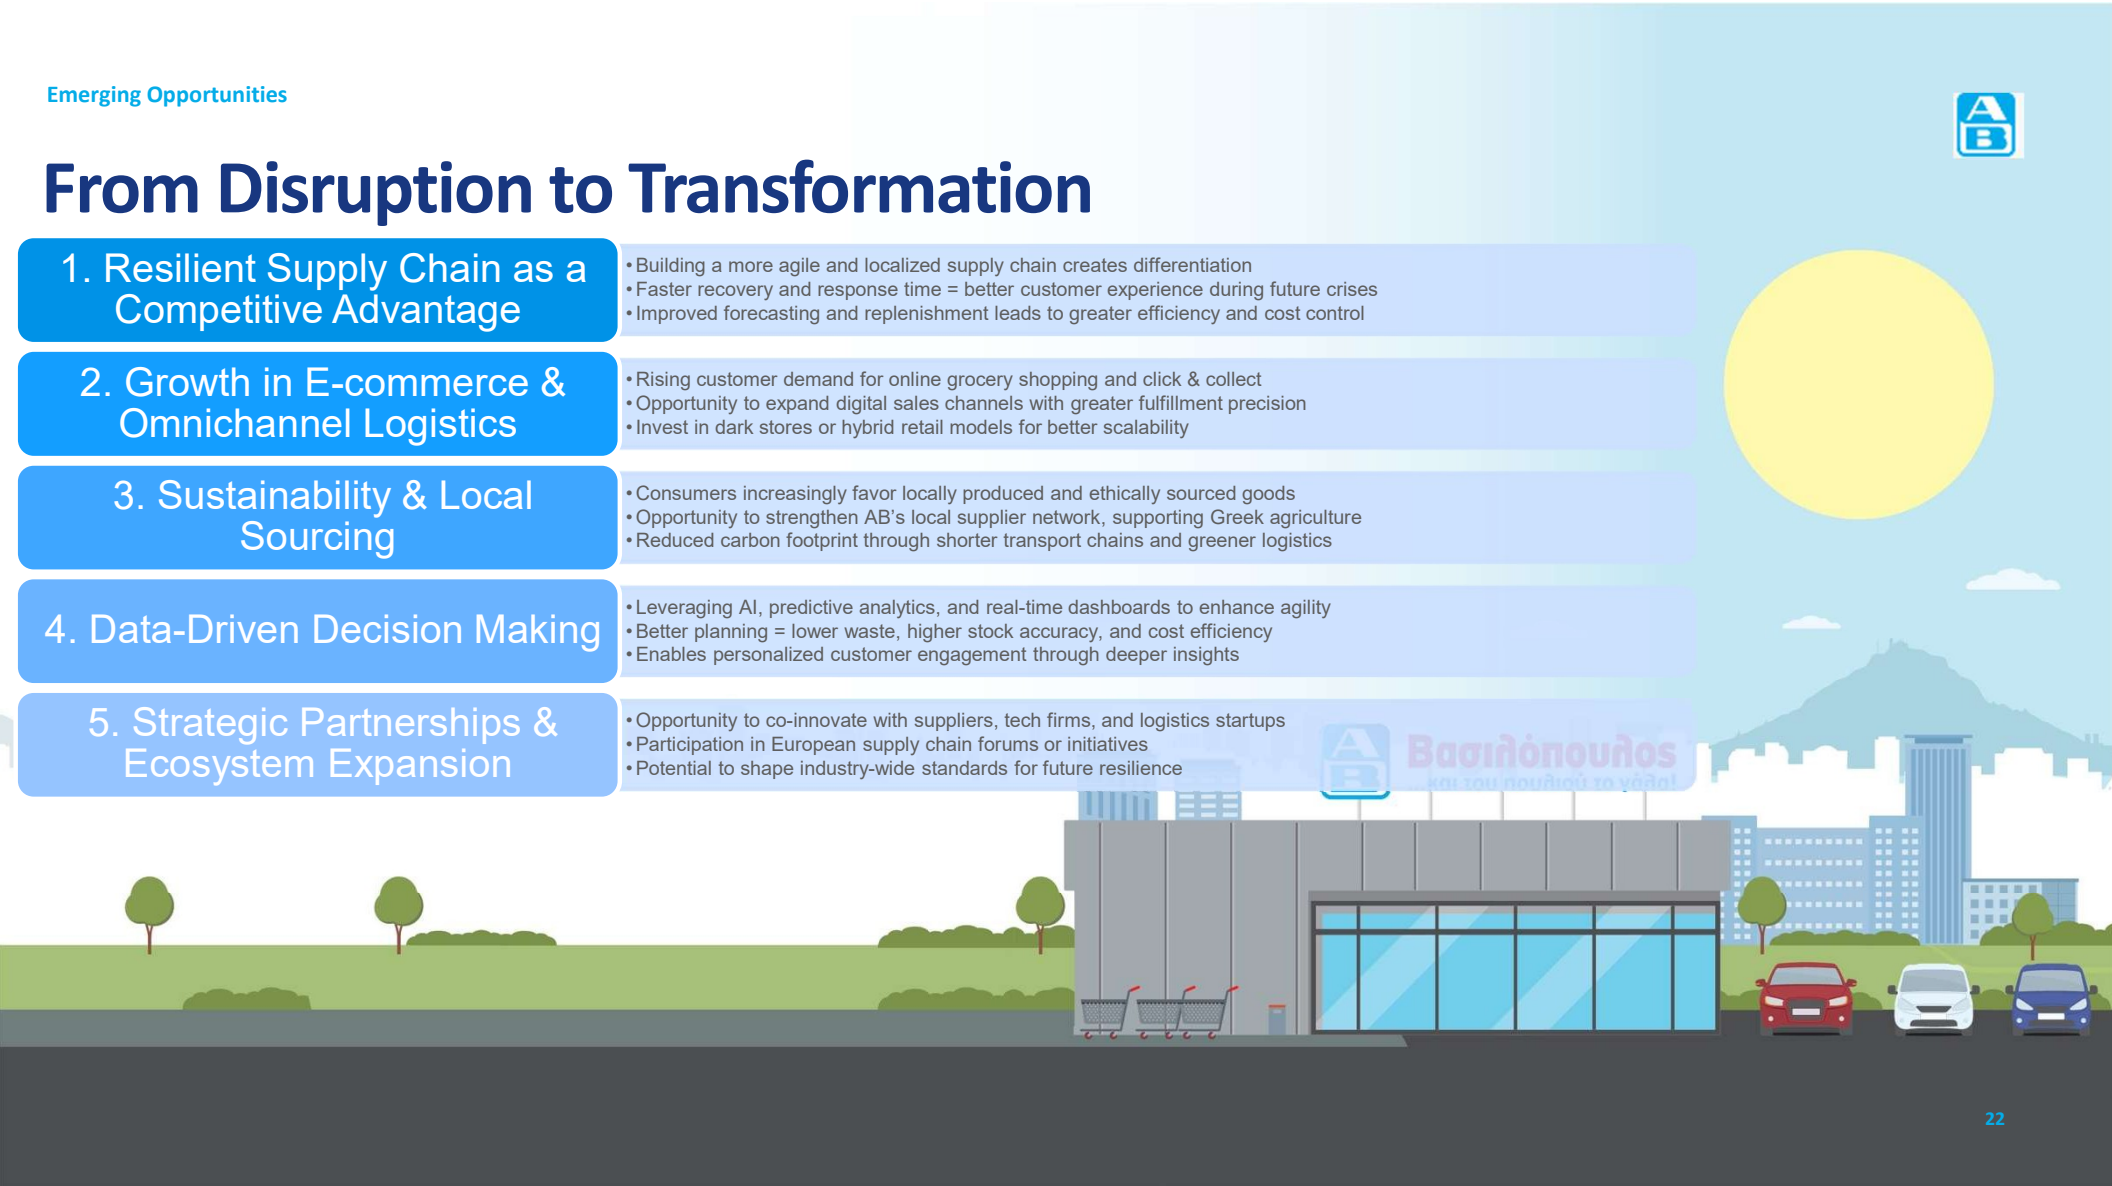 Emerging Opportunities
AB
From Disruption to Transformation
1. Resilient Supply Chain as a
Competitive Advantage
•Building a more agile and localized supply chain creates differentiation
•Faster recovery and response time = better customer experience during future crises
•Improved forecasting and replenishment leads to greater efficiency and cost control
2. Growth in E-commerce &
Omnichannel Logistics
•Rising customer demand for online grocery shopping and click & collect
•Opportunity to expand digital sales channels with greater fulfillment precision
•Invest in dark stores or hybrid retail models for better scalability
3. Sustainability & Local
Sourcing
•Consumers increasingly favor locally produced and ethically sourced goods
•Opportunity to strengthen AB’s local supplier network, supporting Greek agriculture
•Reduced carbon footprint through shorter transport chains and greener logistics
4. Data-Driven Decision Making
•Leveraging AI, predictive analytics, and real-time dashboards to enhance agility
•Better planning = lower waste, higher stock accuracy, and cost efficiency
•Enables personalized customer engagement through deeper insights
5. Strategic Partnerships &
Ecosystem Expansion
•Opportunity to co-innovate with suppliers, tech firms, and logistics startups
•Participation in European supply chain forums or initiatives
•Potential to shape industry-wide standards for future resilience
AB Βασιλόπουλος
...και του πουλιού το γάλα!
22